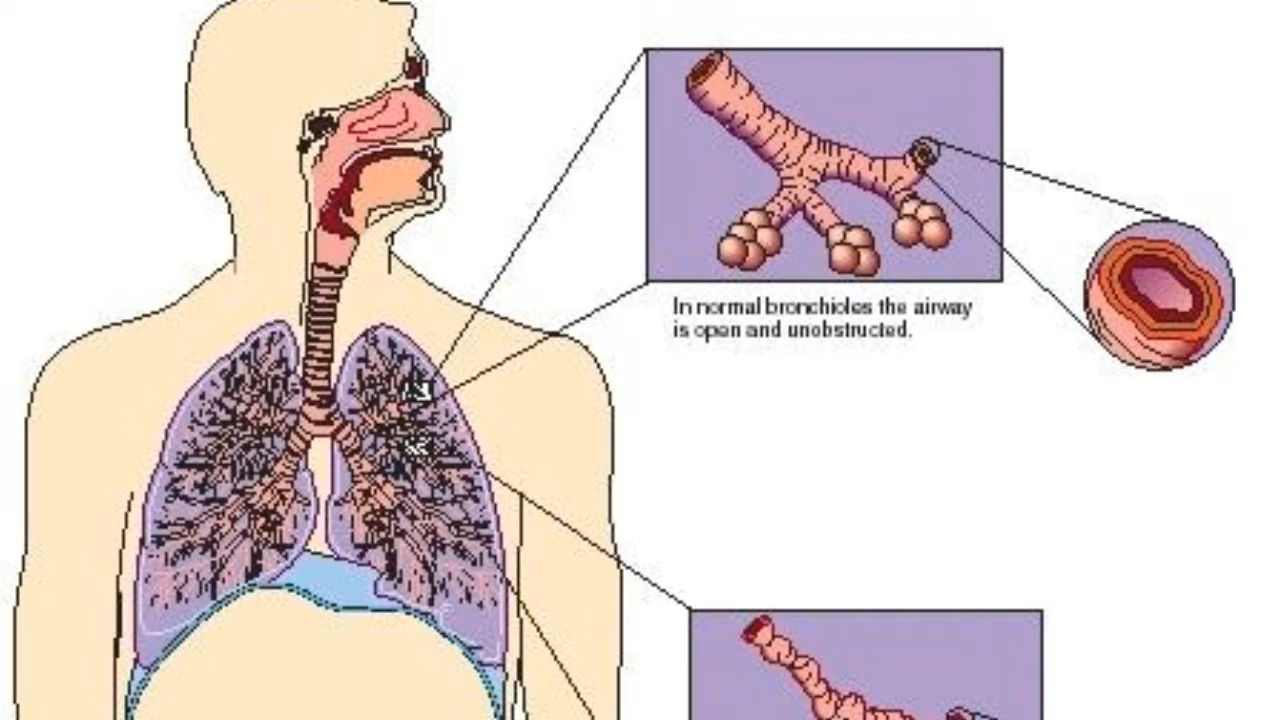 In normal bronchioles the airway
is open and unobstructed.